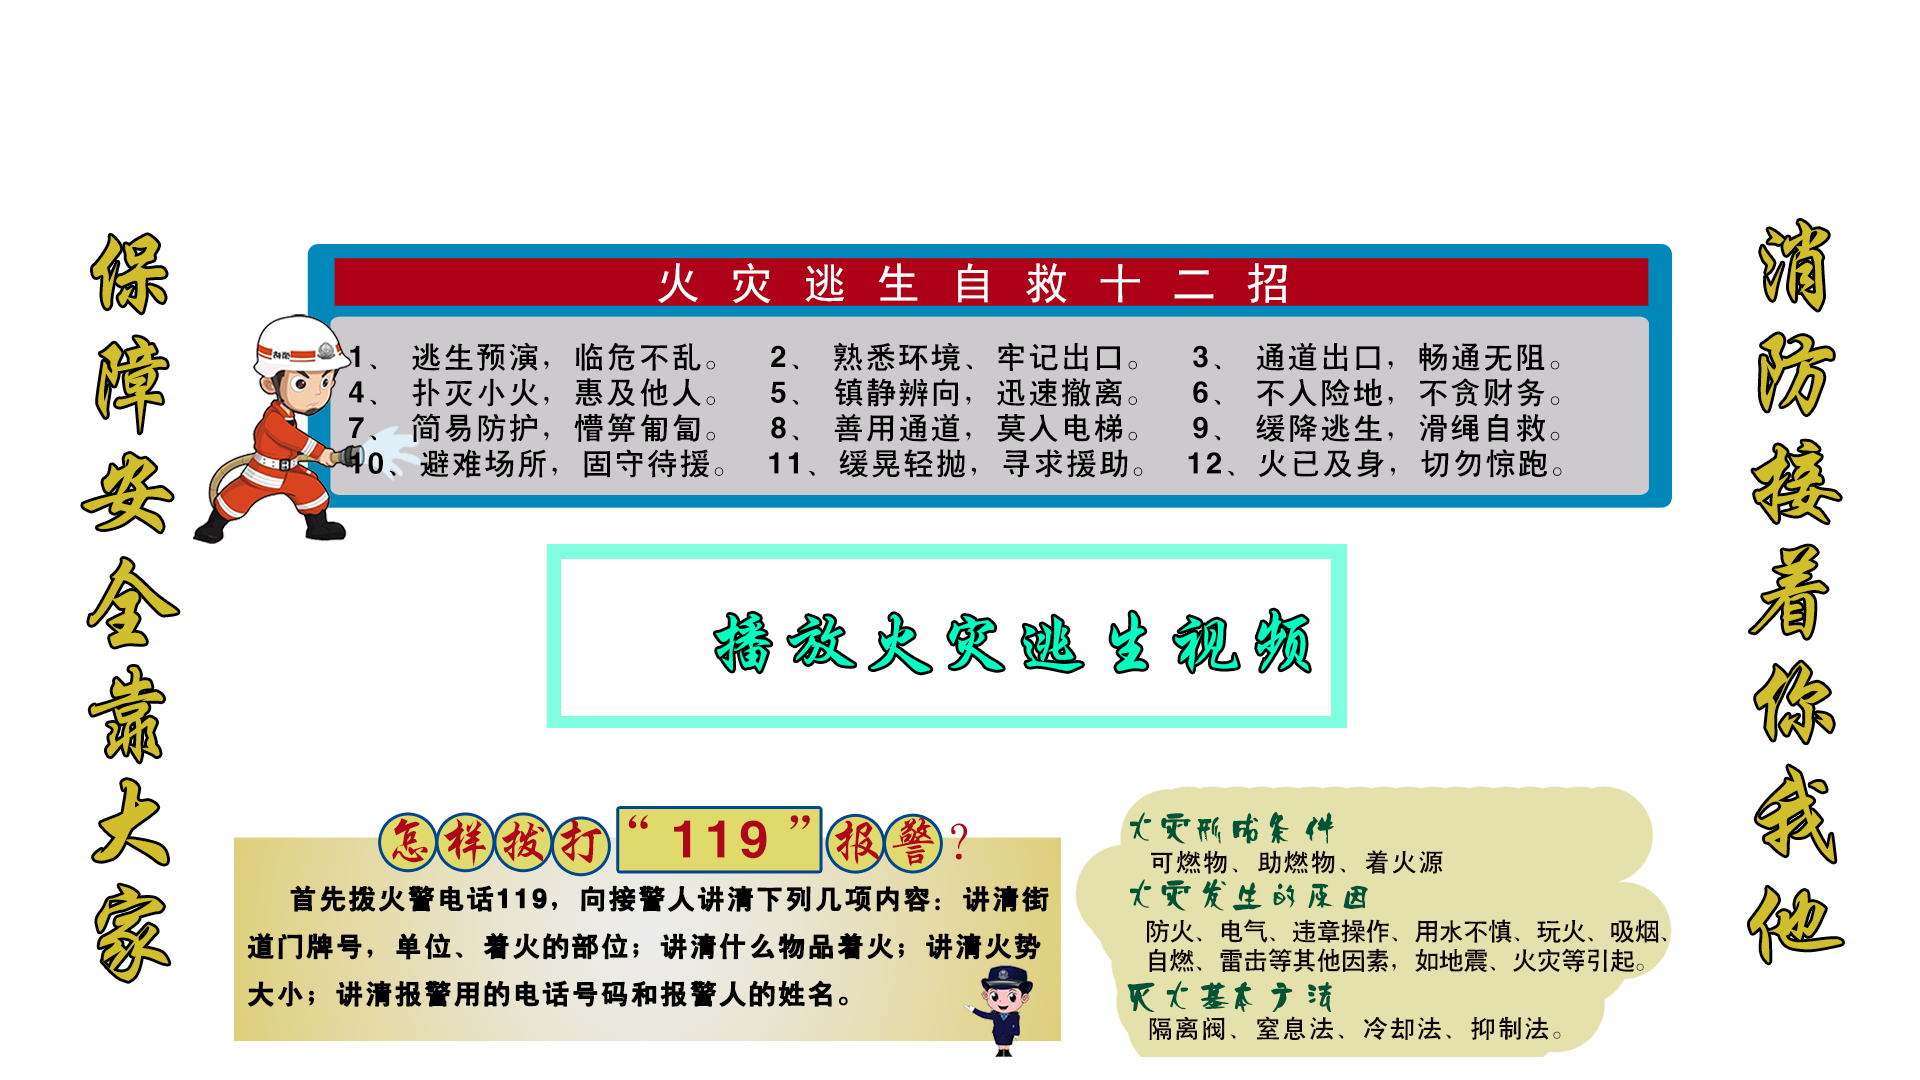 保障安全靠大家
消防接着你我他
火灾逃生自救十二招
1、 逃生预演，临危不乱。 2、 熟悉环境、牢记出口。 3、 通道出口，畅通无阻。
4、 扑灭小火，惠及他人。 5、 镇静辨向，迅速撤离。 6、 不入险地，不贪财务。
7、 简易防护，懵箅匍匐。 8、 善用通道，莫入电梯。 9、 缓降逃生，滑绳自救。
10、避难场所，固守待援。 11、缓晃轻抛，寻求援助。 12、火已及身，切勿惊跑。
播放火灾逃生视频
怎样拨打“119”报警？
首先拨火警电话119，向接警人讲清下列几项内容：讲清街
道门牌号，单位、着火的部位；讲清什么物品着火；讲清火势
大小；讲清报警用的电话号码和报警人的姓名。
火灾形成条件
可燃物、助燃物、着火源
火灾发生的原因
防火、电气、违章操作、用水不慎、玩火、吸烟、
自燃、雷击等其他因素，如地震、火灾等引起。
灭火基本方法
隔离阀、窒息法、冷却法、抑制法。